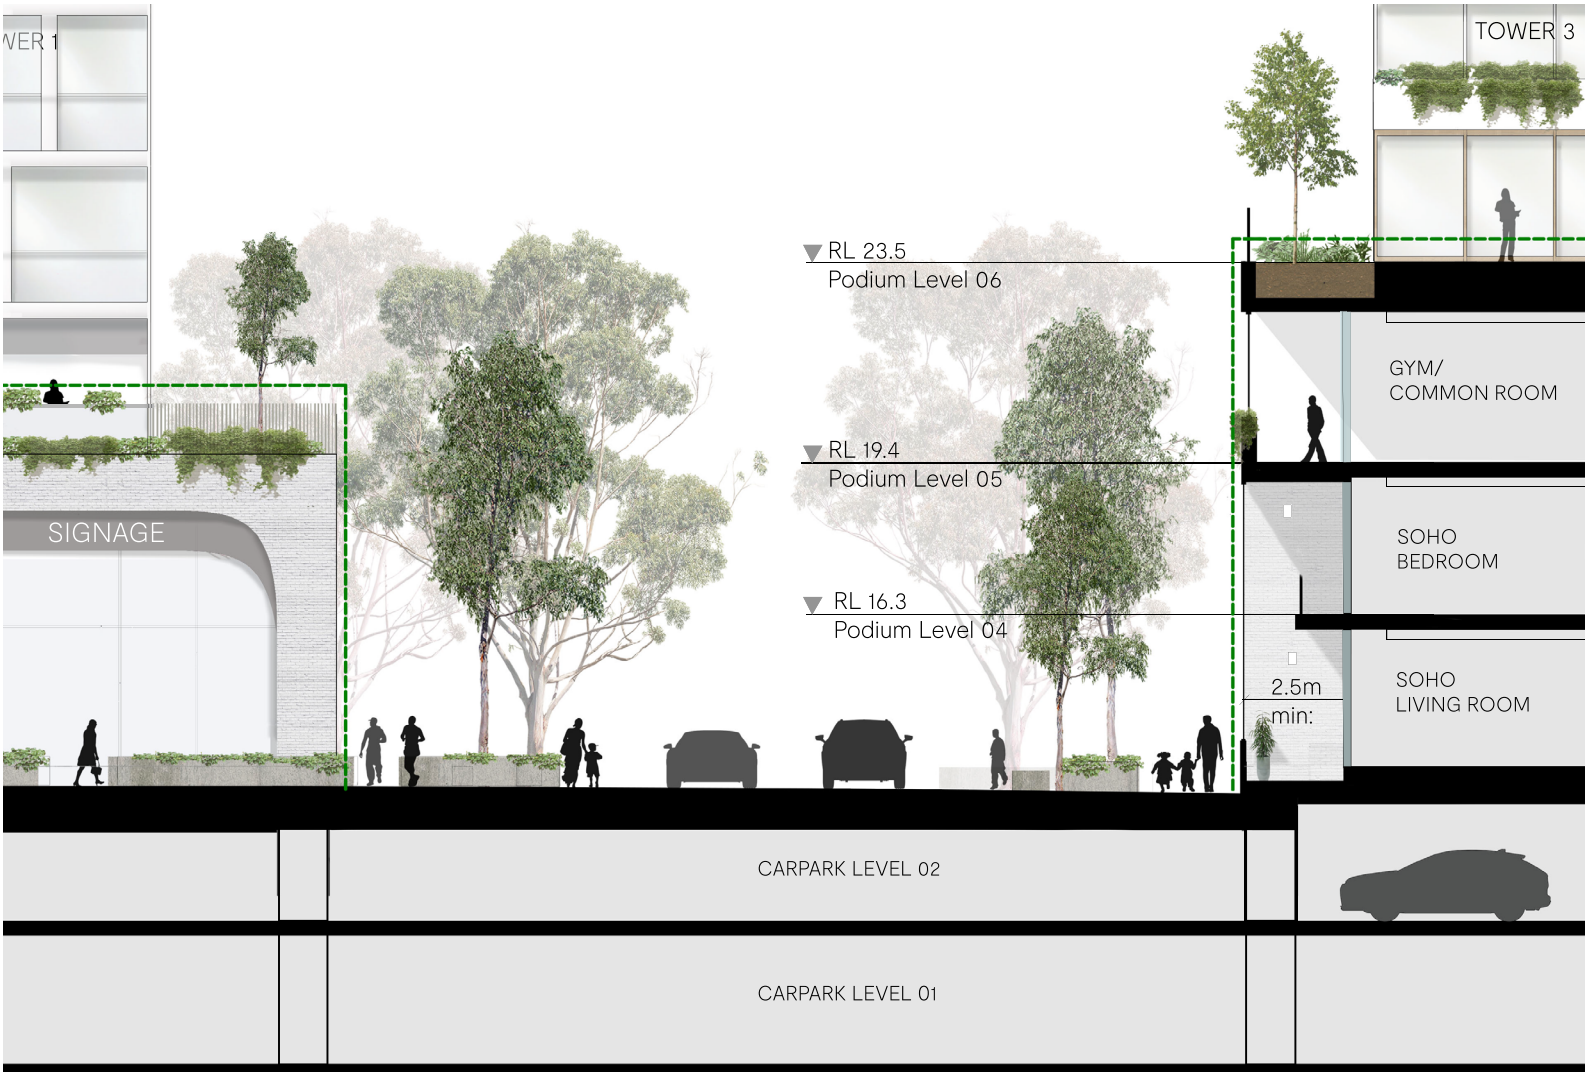 WER 1
TOWER 3
RL 23.5
Podium Level 06
GYM/
COMMON ROOM
RL 19.4
Podium Level 05
SIGNAGE
SOHO
BEDROOM
RL 16.3
Podium Level 04
SOHO
LIVING ROOM
2.5m
min:
CARPARK LEVEL 02
CARPARK LEVEL 01